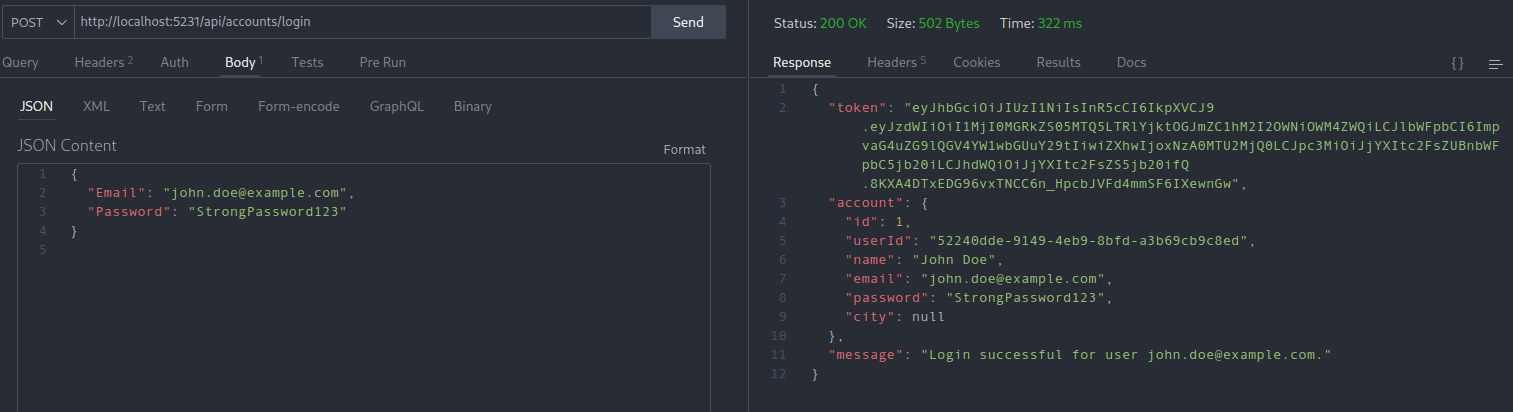 POST http://localhost:5231/api/accounts/login Send
Query Headers 2 Auth Body 1 Tests Pre Run
JSON XML Text Form Form-encode GraphQL Binary
JSON Content
Format
1 {
2 "Email": "john.doe@example.com",
3 "Password": "StrongPassword123"
4 }
5
Status: 200 OK Size: 502 Bytes Time: 322 ms
Response Headers 5 Cookies Results Docs {}
1 {
2 "token": "eyJhbGciOiJIUzI1NiIsInR5cCI6IkpXVCJ9
.eyJzdWIiOiI1MjI0MGRkZS05MTQ5LTRlYjktOGJmZC1hM2I2OWNiOWM4ZWQiLCJlbWFpbCI6Imp
vaG4uZG9lQGV4YW1wbGUuY29tIiwiZXhwIjoxNzA0MTU2MjQ0LCJpc3MiOiJjYXItc2FsZUBnbWF
pbC5jb20iLCJhdWQiOiJjYXItc2FsZS5jb20ifQ
.8KXA4DTxEDG96vxTNCC6n_HpcbJVFd4mmSF6IXewnGw",
3 "account": {
4 "id": 1,
5 "userId": "52240dde-9149-4eb9-8bfd-a3b69cb9c8ed",
6 "name": "John Doe",
7 "email": "john.doe@example.com",
8 "password": "StrongPassword123",
9 "city": null
10 },
11 "message": "Login successful for user john.doe@example.com."
12 }